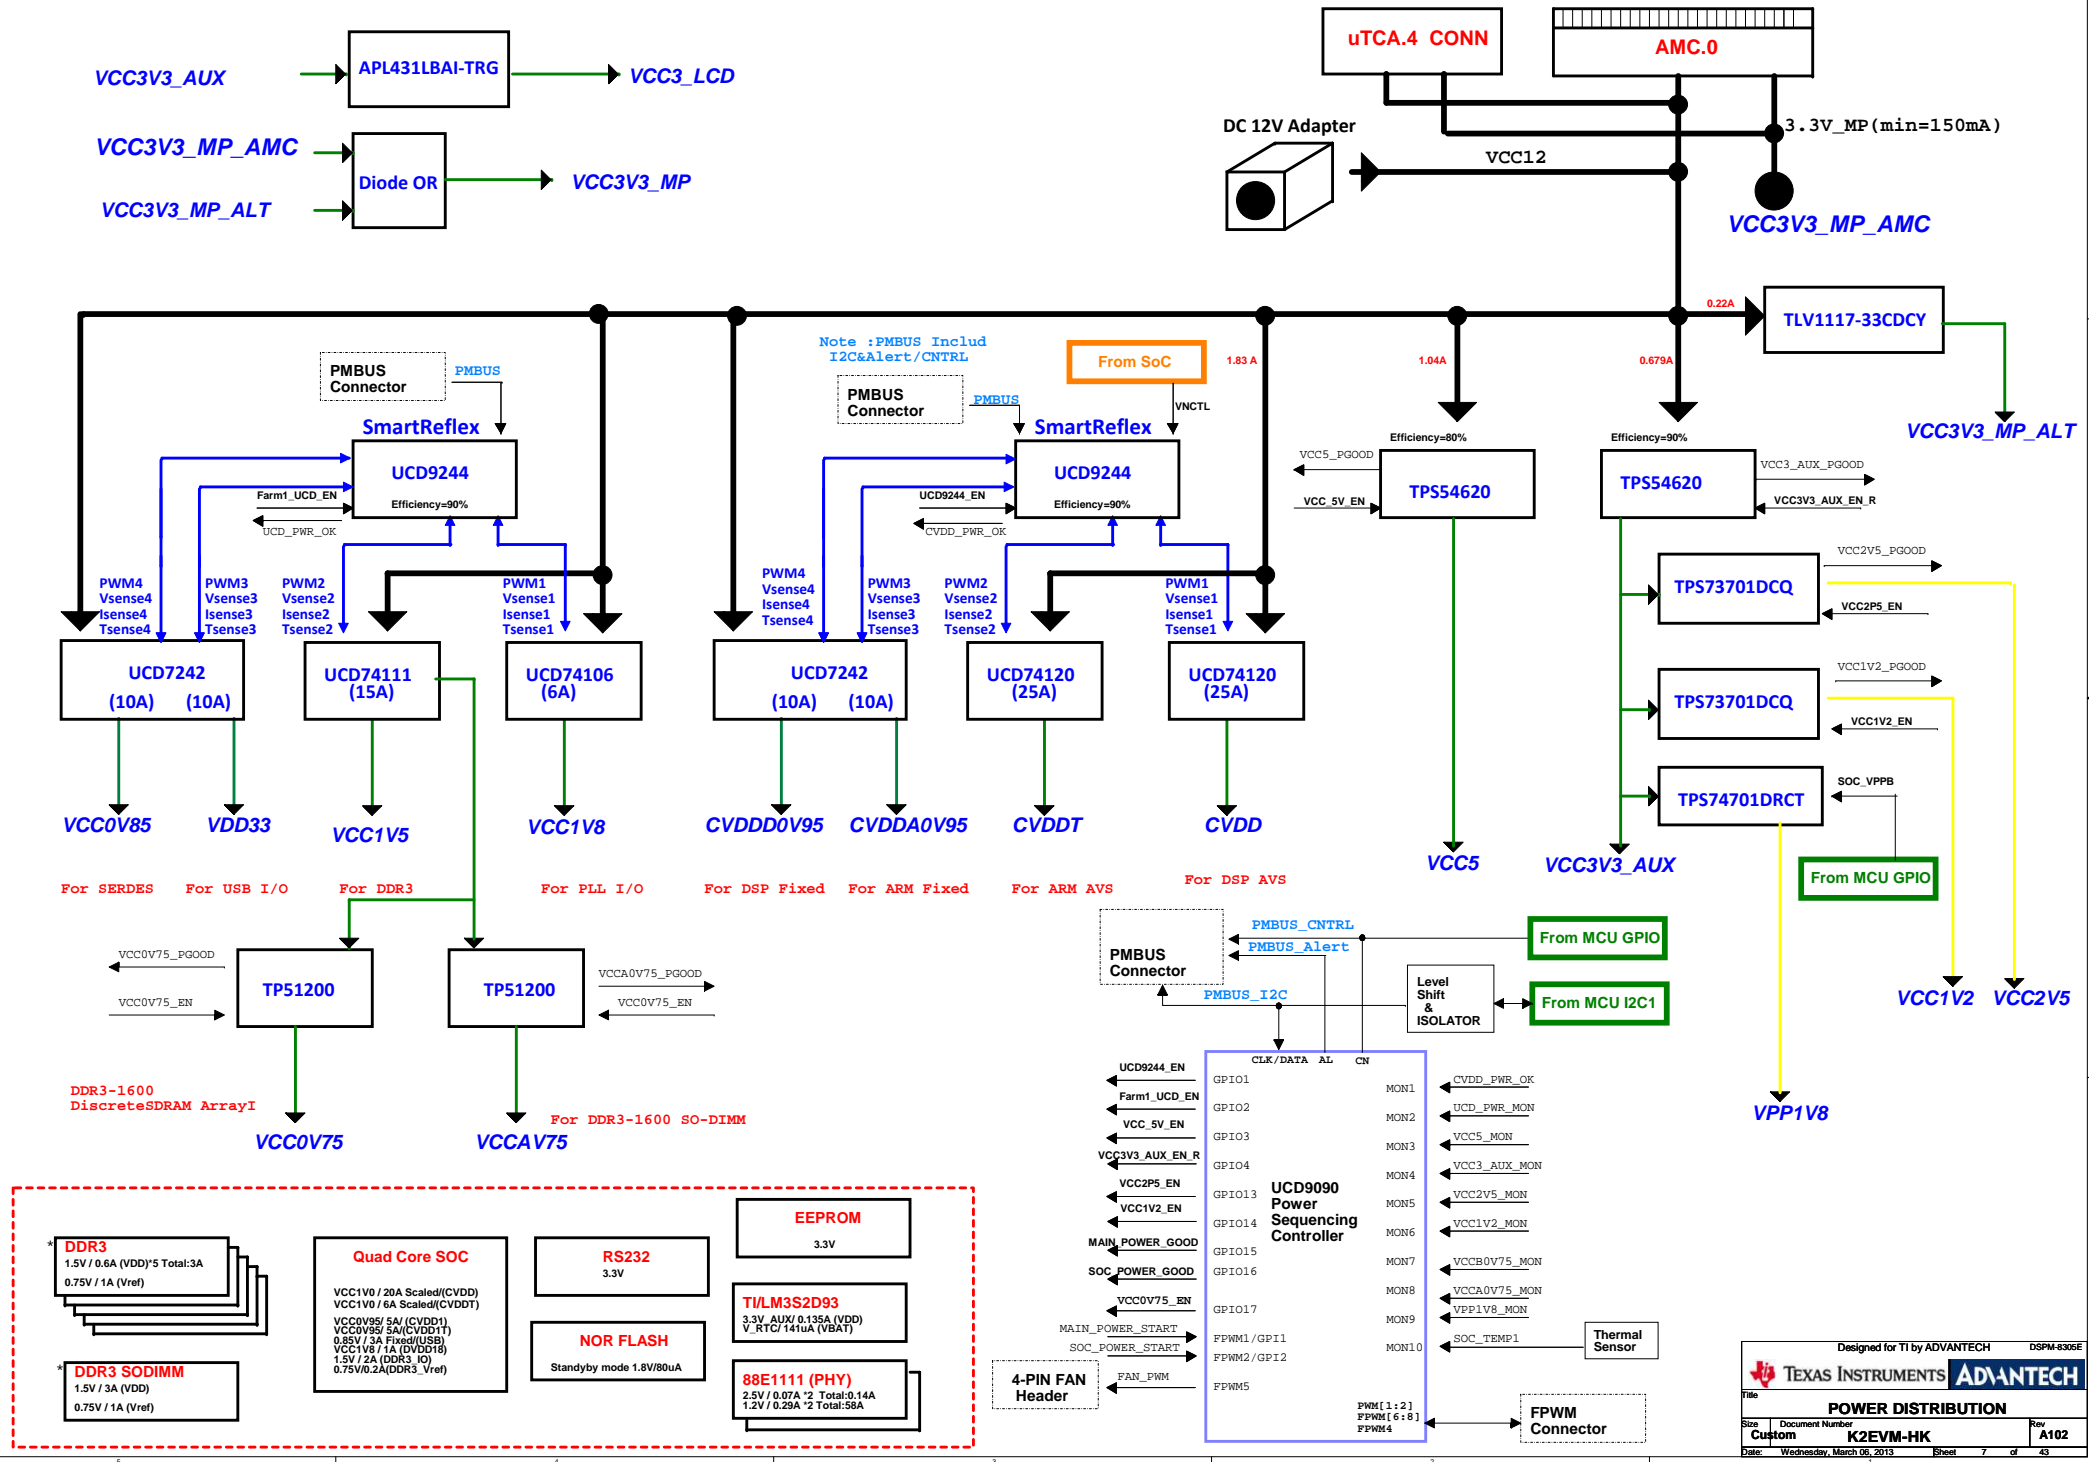 VCC3V3_AUX
APL431LBAI-TRG
VCC3_LCD
VCC3V3_MP_AMC
Diode OR
VCC3V3_MP
VCC3V3_MP_ALT
uTCA.4  CONN
AMC.0
DC 12V Adapter
VCC12
3.3V_MP(min=150mA)
VCC3V3_MP_AMC
0.22A
TLV1117-33CDCY
VCC3V3_MP_ALT
PMBUS
Connector
PMBUS
SmartReflex
UCD9244
Efficiency=90%
Farm1_UCD_EN
UCD_PWR_OK
Note :PMBUS Includ
I2C&Alert/CNTRL
PMBUS
Connector
PMBUS
From SoC
VNCTL
SmartReflex
UCD9244
Efficiency=90%
UCD9244_EN
CVDD_PWR_OK
1.83 A
1.04A
0.679A
Efficiency=80%
VCC5_PGOOD
VCC_5V_EN
TPS54620
Efficiency=90%
TPS54620
VCC3_AUX_PGOOD
VCC3V3_AUX_EN_R
PWM4
Vsense4
Isense4
Tsense4
PWM3
Vsense3
Isense3
Tsense3
PWM2
Vsense2
Isense2
Tsense2
PWM1
Vsense1
Isense1
Tsense1
PWM4
Vsense4
Isense4
Tsense4
PWM3
Vsense3
Isense3
Tsense3
PWM2
Vsense2
Isense2
Tsense2
PWM1
Vsense1
Isense1
Tsense1
TPS73701DCQ
VCC2V5_PGOOD
VCC2P5_EN
UCD7242
(10A)
(10A)
UCD74111
(15A)
UCD74106
(6A)
UCD7242
(10A)
(10A)
UCD74120
(25A)
UCD74120
(25A)
TPS73701DCQ
VCC1V2_PGOOD
VCC1V2_EN
TPS74701DRCT
SOC_VPPB
From MCU GPIO
VCC0V85
VDD33
VCC1V5
VCC1V8
CVDDD0V95
CVDDA0V95
CVDDT
CVDD
VCC5
VCC3V3_AUX
For SERDES
For USB I/O
For DDR3
For PLL I/O
For DSP Fixed
For ARM Fixed
For ARM AVS
For DSP AVS
VCC0V75_PGOOD
VCC0V75_EN
TP51200
TP51200
VCCA0V75_PGOOD
VCC0V75_EN
PMBUS
Connector
PMBUS_CNTRL
PMBUS_Alert
PMBUS_I2C
From MCU GPIO
Level
Shift
&
ISOLATOR
From MCU I2C1
VCC1V2
VCC2V5
VPP1V8
DDR3-1600
DiscreteSDRAM ArrayI
VCC0V75
VCCAV75
For DDR3-1600 SO-DIMM
CLK/DATA
AL
CN
UCD9244_EN
Farm1_UCD_EN
VCC_5V_EN
VCC3V3_AUX_EN_R
VCC2P5_EN
VCC1V2_EN
MAIN_POWER_GOOD
SOC_POWER_GOOD
VCC0V75_EN
MAIN_POWER_START
SOC_POWER_START
FAN_PWM
4-PIN FAN
Header
GPIO1
GPIO2
GPIO3
GPIO4
GPIO13
GPIO14
GPIO15
GPIO16
GPIO17
FPWM1/GPI1
FPWM2/GPI2
FPWM5
UCD9090
Power
Sequencing
Controller
MON1
MON2
MON3
MON4
MON5
MON6
MON7
MON8
MON9
MON10
PWM[1:2]
FPWM[6:8]
FPWM4
CVDD_PWR_OK
UCD_PWR_MON
VCC5_MON
VCC3_AUX_MON
VCC2V5_MON
VCC1V2_MON
VCCB0V75_MON
VCCA0V75_MON
VPP1V8_MON
SOC_TEMP1
Thermal
Sensor
FPWM
Connector
*
DDR3
1.5V / 0.6A (VDD)*5 Total:3A
0.75V / 1A (Vref)
*
DDR3 SODIMM
1.5V / 3A (VDD)
0.75V / 1A (Vref)
Quad Core SOC
VCC1V0 / 20A Scaled/(CVDD)
VCC1V0 / 6A Scaled/(CVDDT)
VCC0V95/ 5A/ (CVDD1)
VCC0V95/ 5A/(CVDD1T)
0.85V / 3A Fixed/(USB)
VCC1V8 / 1A (DVDD18)
1.5V / 2A (DDR3_IO)
0.75V/0.2A(DDR3_Vref)
RS232
3.3V
NOR FLASH
Standyby mode 1.8V/80uA
EEPROM
3.3V
TI/LM3S2D93
3.3V_AUX/ 0.135A (VDD)
V_RTC/ 141uA (VBAT)
88E1111 (PHY)
2.5V / 0.07A *2  Total:0.14A
1.2V / 0.29A *2 Total:58A
Designed for TI by ADVANTECH
DSPM-8305E
TEXAS INSTRUMENTS
ADVANTECH
Title
POWER DISTRIBUTION
Size
Custom
Document Number
K2EVM-HK
Rev
A102
Date:
Wednesday, March 06, 2013
Sheet
7
of
43